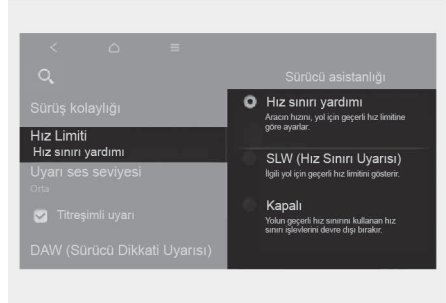 Sürücü asistanlığı
Sürüş kolaylığı
Hız Limiti
Hız sınırı yardımı
Uyarı ses seviyesi
Orta
Titreşimli uyarı
DAW (Sürücü Dikkati Uyarısı)
Hız sınırı yardımı
Aracın hızını, yol için geçerli hız limitine
göre ayarlar.
SLW (Hız Sınırı Uyarısı)
İlgili yol için geçerli hız limitini gösterir.
Kapalı
Yolun geçerli hız sınırını kullanan hız
sınırı işlevlerini devre dışı bırakır.